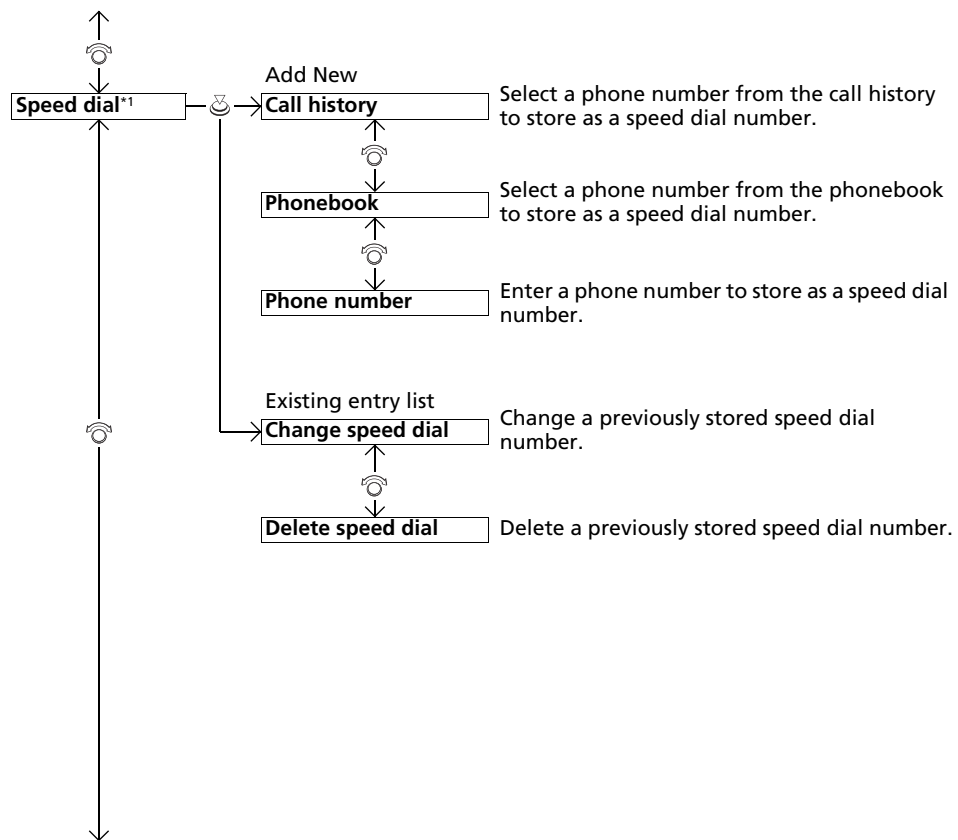 Add New
Speed dial*1
Call history
Select a phone number from the call history
to store as a speed dial number.
Phonebook
Select a phone number from the phonebook
to store as a speed dial number.
Phone number
Enter a phone number to store as a speed dial
number.
Existing entry list
Change speed dial
Change a previously stored speed dial
number.
Delete speed dial
Delete a previously stored speed dial number.